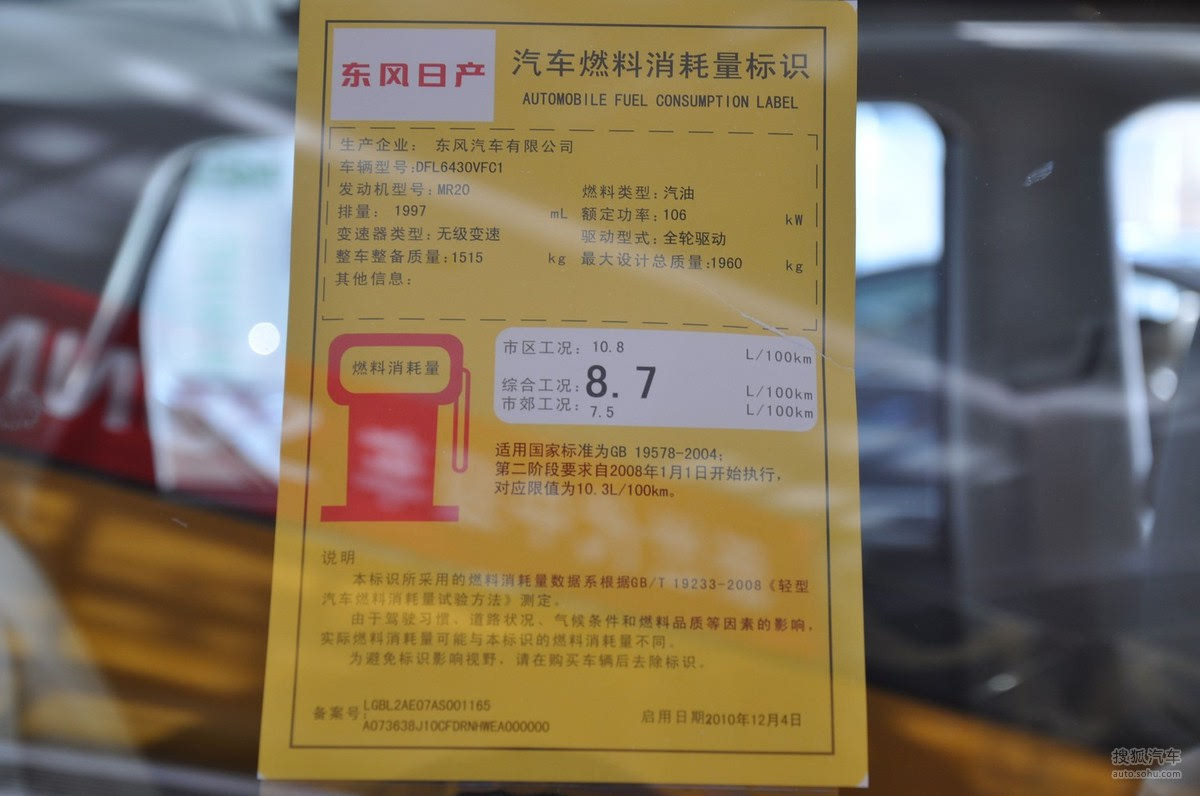 东风日产
汽车燃料消耗量标识
AUTOMOBILE FUEL CONSUMPTION LABEL
生产企业： 东风汽车有限公司
车辆型号:DFL6430VFC1
发动机型号:MR20 燃料类型:汽油
排量： 1997 mL 额定功率:106 kW
变速器类型:无级变速 驱动型式:全轮驱动
整车整备质量:1515 kg 最大设计总质量:1960 kg
其他信息：
燃料消耗量
市区工况： 10.8 L/100km
综合工况: 8.7 L/100km
市郊工况： 7.5 L/100km
适用国家标准为GB 19578-2004；
第二阶段要求自2008年1月1日开始执行，
对应限值为10.3L/100km。
说明
本标识所采用的燃料消耗量数据系根据GB/T 19233-2008《轻型
汽车燃料消耗量试验方法》测定。
由于驾驶习惯、道路状况、气候条件和燃料品质等因素的影响，
实际燃料消耗量可能与本标识的燃料消耗量不同。
为避免标识影响视野，请在购买车辆后去除标识。
备案号:LGBL2AE07AS001165
A073638J10CFDRNHWEA000000
启用日期2010年12月4日
搜狐汽车
auto.sohu.com